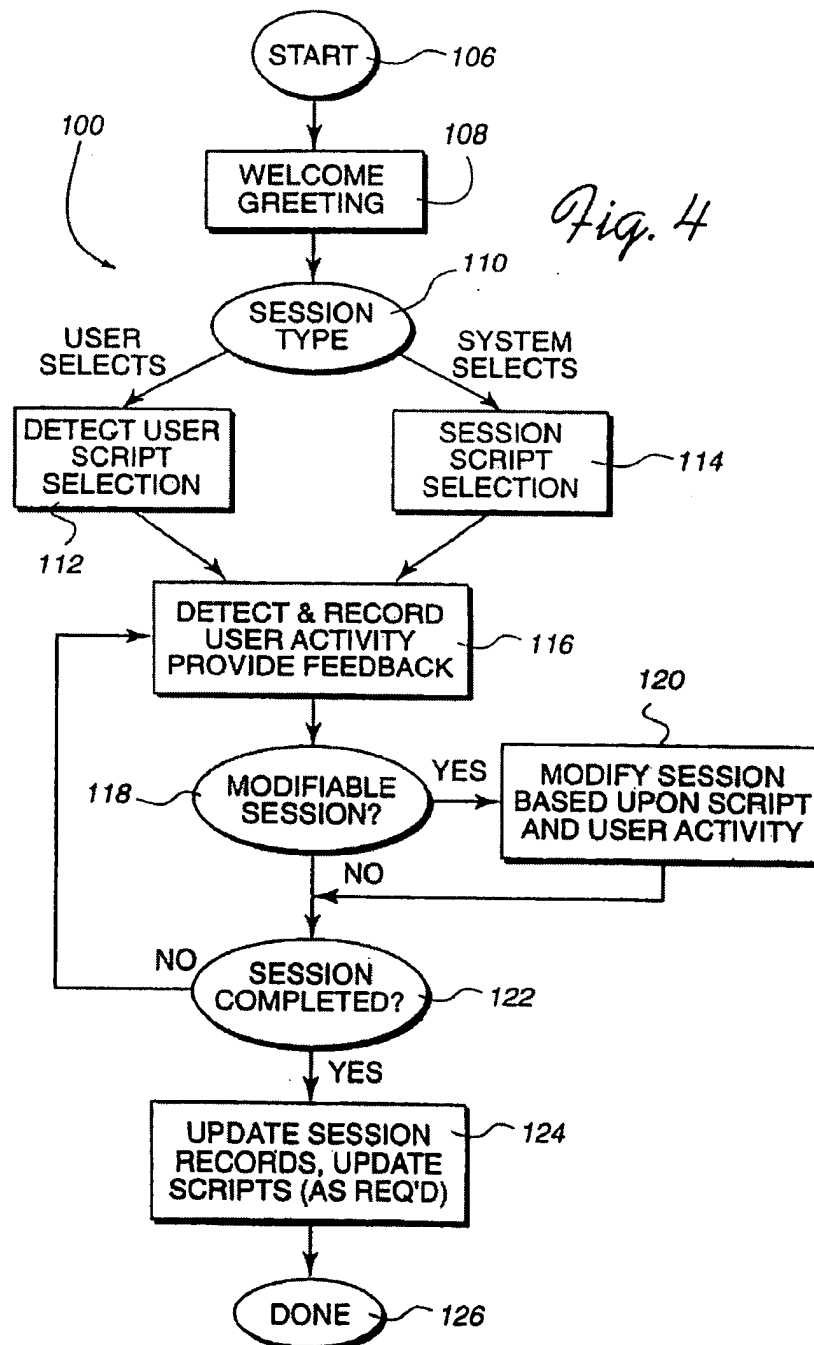 START
106
100
108
WELCOME
GREETING
Fig. 4
110
SESSION
TYPE
USER
SELECTS
SYSTEM
SELECTS
DETECT USER
SCRIPT
SELECTION
SESSION
SCRIPT
SELECTION
114
112
DETECT & RECORD
USER ACTIVITY
PROVIDE FEEDBACK
116
120
118
MODIFIABLE
SESSION?
YES
MODIFY SESSION
BASED UPON SCRIPT
AND USER ACTIVITY
NO
NO
SESSION
COMPLETED?
122
YES
UPDATE SESSION
RECORDS, UPDATE
SCRIPTS (AS REQ'D)
124
DONE
126